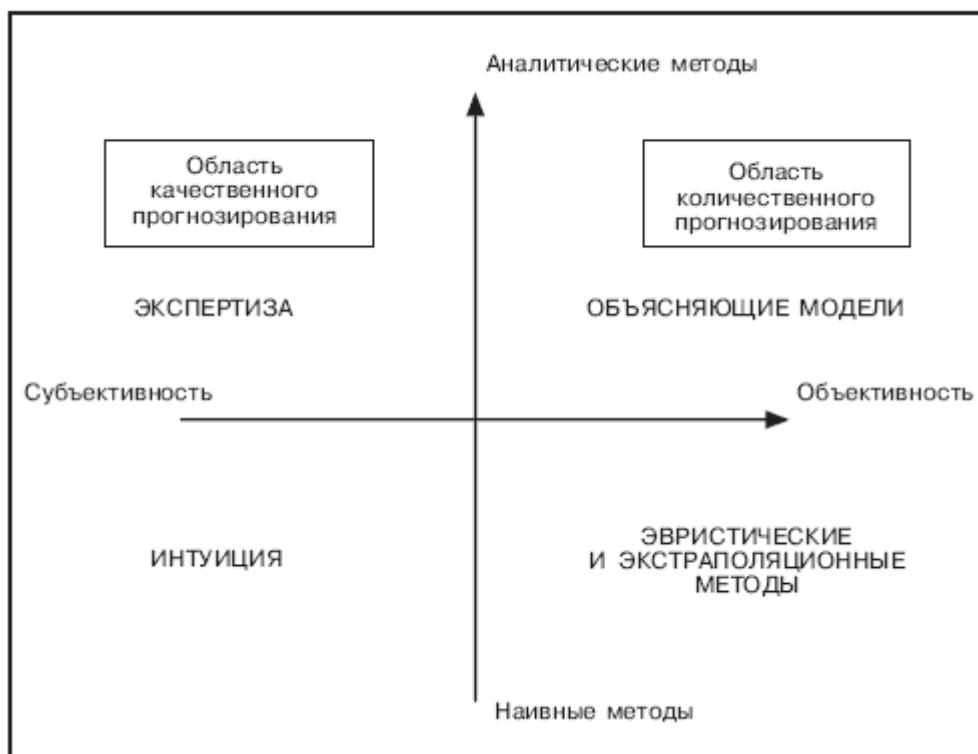 Аналитические методы
Область
качественного
прогнозирования
Область
количественного
прогнозирования
ЭКСПЕРТИЗА
ОБЪЯСНЯЮЩИЕ МОДЕЛИ
Субъективность
Объективность
ИНТУИЦИЯ
ЭВРИСТИЧЕСКИЕ
И ЭКСТРАПОЛЯЦИОННЫЕ
МЕТОДЫ
Наивные методы